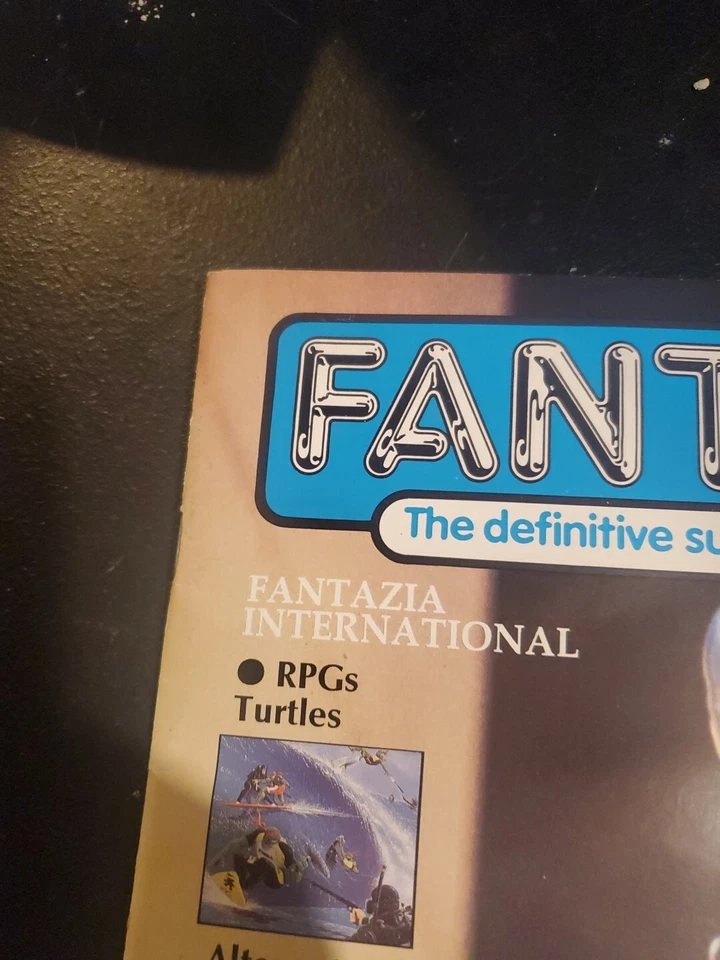 FANT
The definitive su
FANTAZIA
INTERNATIONAL
● RPGs
Turtles